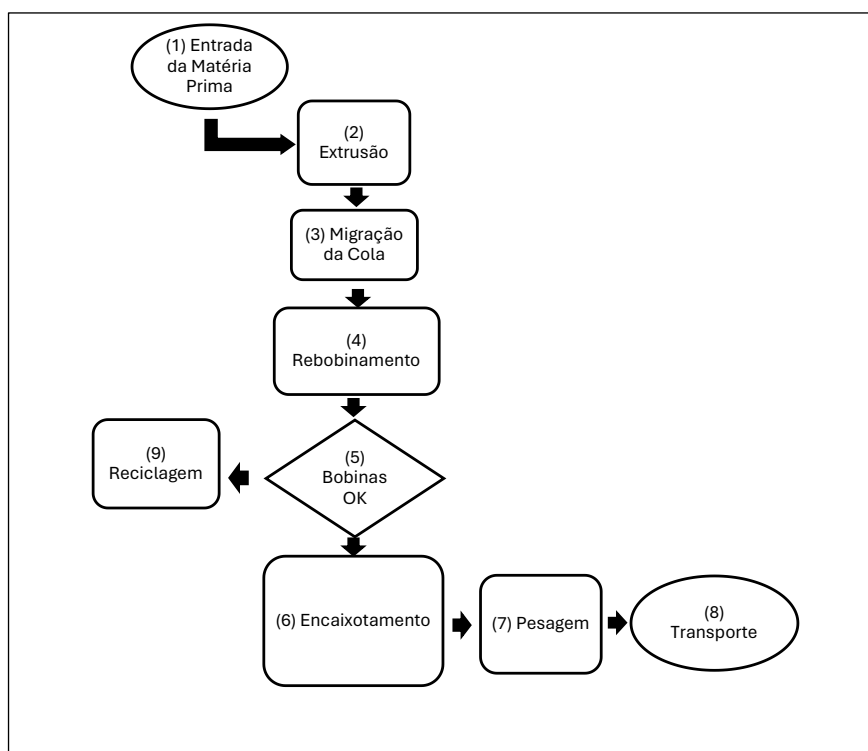 (1) Entrada
da Matéria
Prima
(2)
Extrusão
(3) Migração
da Cola
(4)
Rebobinamento
(5)
Bobinas
OK
(9)
Reciclagem
(6) Encaixotamento
(7) Pesagem
(8)
Transporte